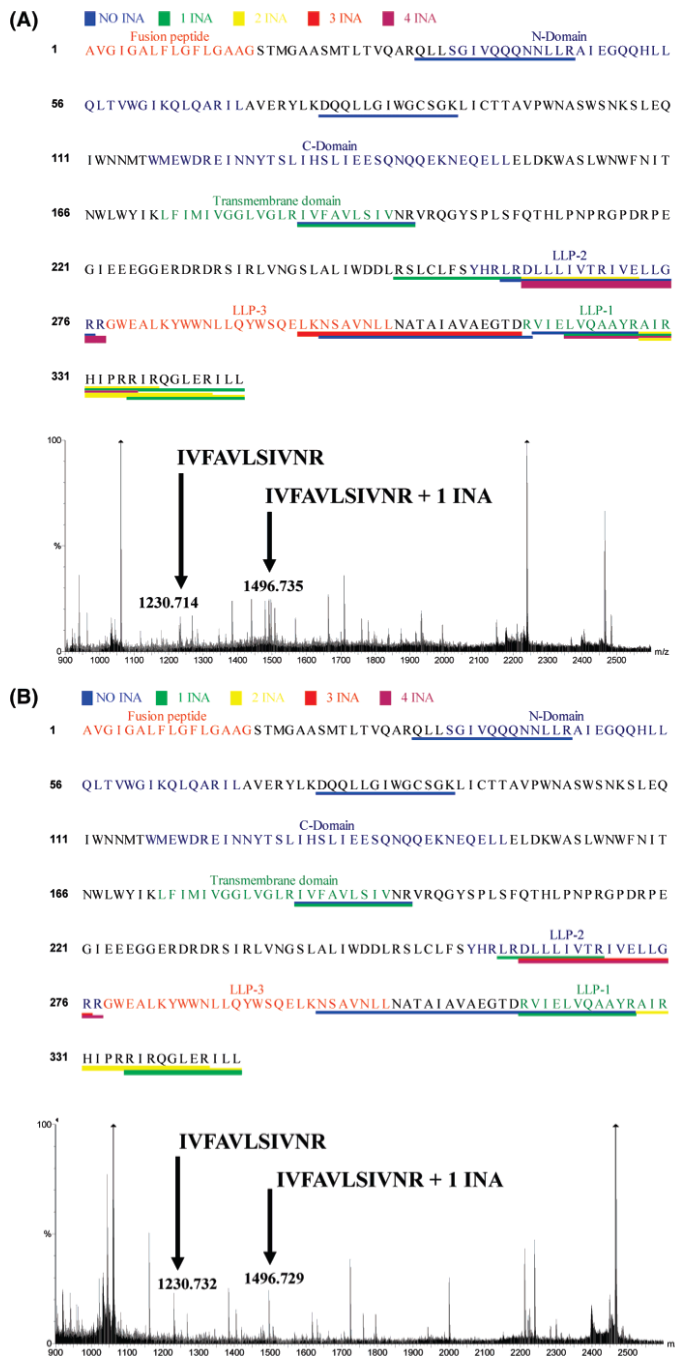 (A)
NO INA 1 INA 2 INA 3 INA 4 INA
Fusion peptide N-Domain
1 AVGIGALFLGFLGAAGSTMGAASMTLTVQARQLLSGIVQQQNNLLRAIEGQQHLL
56 QLTVWGIKQLQARILAVERYLKDQQLLGIWGCSGKLICTTAVPWNASWSNKSLEQ
C-Domain
111 IWNNMTWMEWDREINNYTSLIHSLIEESQNQQEKNEQELLELDKWASLWNWFNIT
Transmembrane domain
166 NWLWYIKLFIMIVGGLVGLRIVFAVLSIVNRVRQGYSPLSFQTHLPNPRGPDRPE
LLP-2
221 GIEEEGGERDRDRSIRLVNGSLALIWDDLRSLCLFSYHRLRDLLLIVTRIVELLG
LLP-3 LLP-1
276 RRGWEALKYWWNLLQYWSQELKNSAVNLLNATAIAVAEGTDRVIELVQAAYRAIR
331 HIPRRIRQGLERILL
100
IVFAVLSIVNR
IVFAVLSIVNR + 1 INA
%
1496.735
1230.714
0
900 1000 1100 1200 1300 1400 1500 1600 1700 1800 1900 2000 2100 2200 2300 2400 2500 m/z
(B)
NO INA 1 INA 2 INA 3 INA 4 INA
Fusion peptide N-Domain
1 AVGIGALFLGFLGAAGSTMGAASMTLTVQARQLLSGIVQQQNNLLRAIEGQQHLL
56 QLTVWGIKQLQARILAVERYLKDQQLLGIWGCSGKLICTTAVPWNASWSNKSLEQ
C-Domain
111 IWNNMTWMEWDREINNYTSLIHSLIEESQNQQEKNEQELLELDKWASLWNWFNIT
Transmembrane domain
166 NWLWYIKLFIMIVGGLVGLRIVFAVLSIVNRVRQGYSPLSFQTHLPNPRGPDRPE
LLP-2
221 GIEEEGGERDRDRSIRLVNGSLALIWDDLRSLCLFSYHRLRDLLLIVTRIVELLG
LLP-3 LLP-1
276 RRGWEALKYWWNLLQYWSQELKNSAVNLLNATAIAVAEGTDRVIELVQAAYRAIR
331 HIPRRIRQGLERILL
100
IVFAVLSIVNR
IVFAVLSIVNR + 1 INA
%
1230.732 1496.729
0
900 1000 1100 1200 1300 1400 1500 1600 1700 1800 1900 2000 2100 2200 2300 2400 2500 m